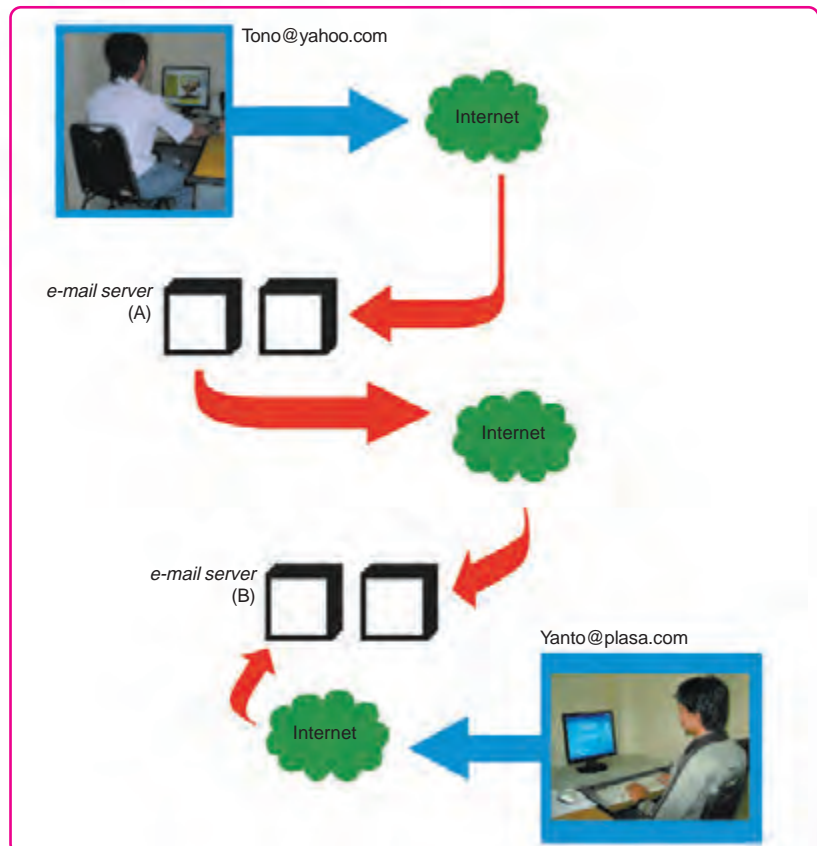 Tono@yahoo.com
Internet
e-mail server
(A)
Internet
e-mail server
(B)
Yanto@plasa.com
Internet